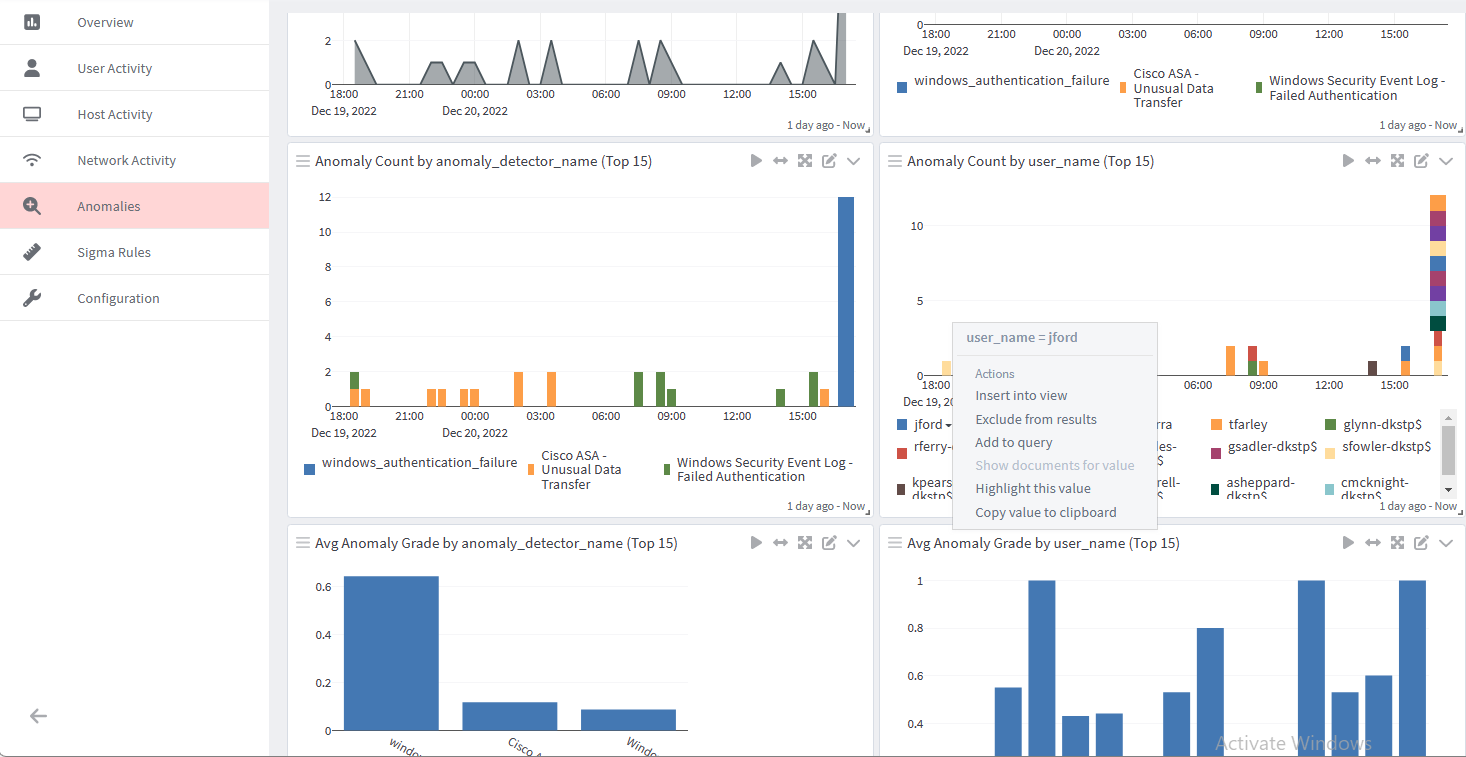 Overview
User Activity
Host Activity
Network Activity
Anomalies
Sigma Rules
Configuration
2
0
18:00 21:00 00:00 03:00 06:00 09:00 12:00 15:00
Dec 19, 2022 Dec 20, 2022
1 day ago - Now
0
18:00 21:00 00:00 03:00 06:00 09:00 12:00 15:00
Dec 19, 2022 Dec 20, 2022
windows_authentication_failure
Cisco ASA -
Unusual Data
Transfer
Windows Security Event Log -
Failed Authentication
1 day ago - Now
Anomaly Count by anomaly_detector_name (Top 15)
12
10
8
6
4
2
0
18:00 21:00 00:00 03:00 06:00 09:00 12:00 15:00
Dec 19, 2022 Dec 20, 2022
windows_authentication_failure
Cisco ASA -
Unusual Data
Transfer
Windows Security Event Log -
Failed Authentication
1 day ago - Now
Anomaly Count by user_name (Top 15)
10
5
0
18:00 06:00 09:00 12:00 15:00
Dec 19, 20
jford rra tfarley glynn-dkstp$
rferry- les- gsadler-dkstp$ sfowler-dkstp$
$
kpears rell- asheppard- cmcknight-
$ dkstp$ dkstp$
1 day ago - Now
user_name = jford
Actions
Insert into view
Exclude from results
Add to query
Show documents for value
Highlight this value
Copy value to clipboard
Avg Anomaly Grade by anomaly_detector_name (Top 15)
0.6
0.4
0.2
0
windo
Cisco A
Windo
Avg Anomaly Grade by user_name (Top 15)
1
0.8
0.6
0.4
Activate Windows